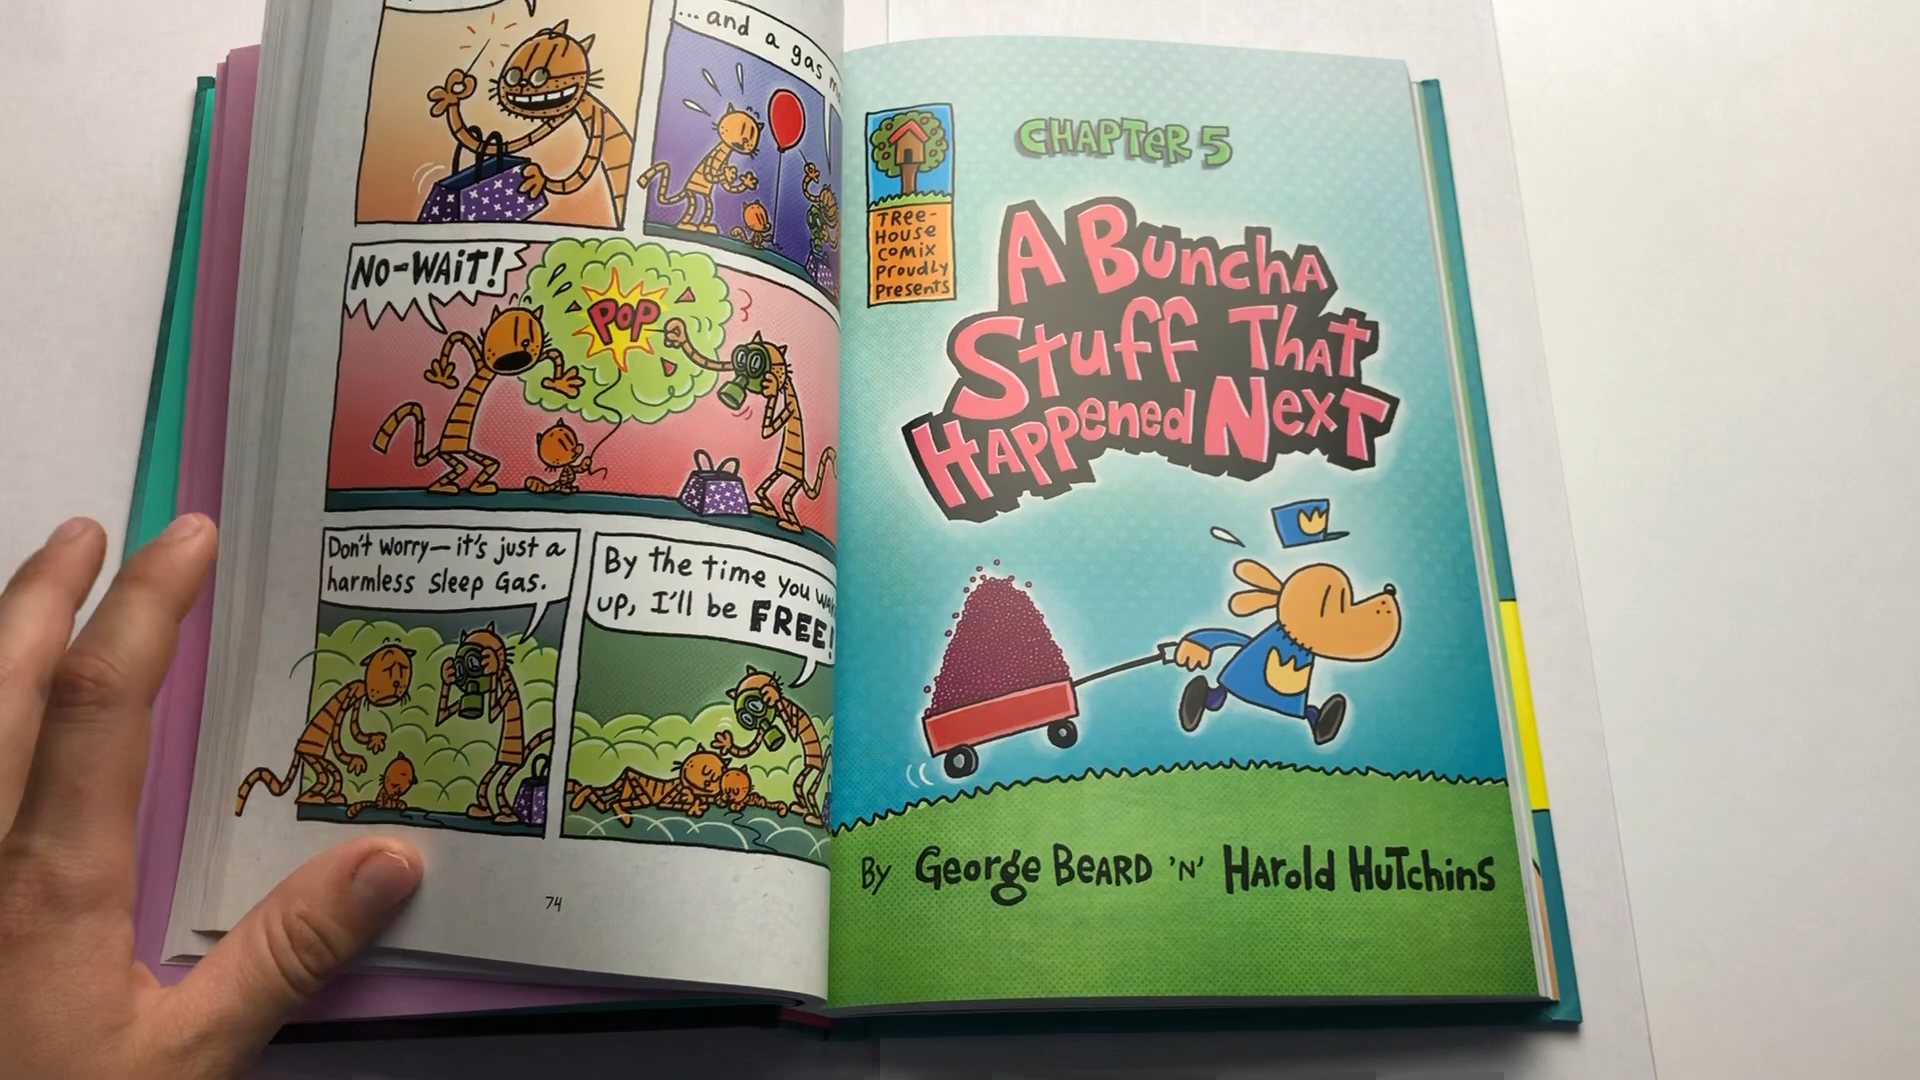 ...and a gas
NO-WAIT!
POP
Don't worry—it's just a
harmless Sleep Gas.
By the time you
up, I'll be FREE!
74
CHAPTER 5
TRee-
House
comix
Proudly
Presents
A Buncha
Stuff That
Happened Next
By George Beard 'N' Harold Hutchins